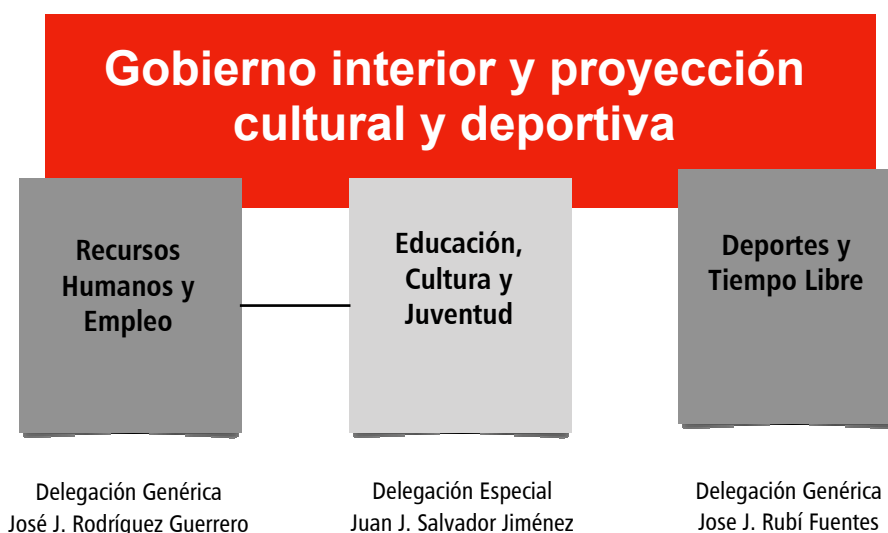 Gobierno interior y proyección
cultural y deportiva
Recursos
Humanos y
Empleo
Educación,
Cultura y
Juventud
Deportes y
Tiempo Libre
Delegación Genérica
José J. Rodríguez Guerrero
Delegación Especial
Juan J. Salvador Jiménez
Delegación Genérica
Jose J. Rubí Fuentes